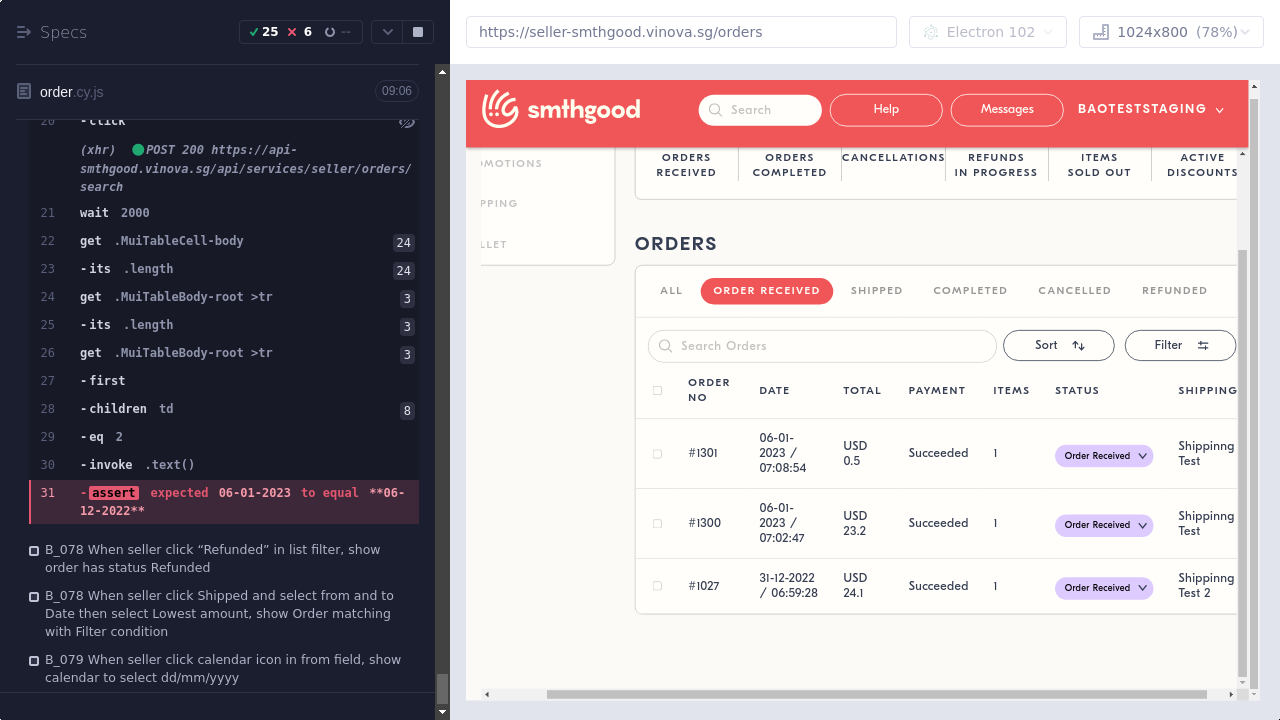 Specs
25
6
--
order.cy.js
09:06
20 -click
(xhr) POST 200 https://api-
smthgood.vinova.sg/api/services/seller/orders/
search
21 wait 2000
22 get .MuiTableCell-body 24
23 -its .length 24
24 get .MuiTableBody-root >tr 3
25 -its .length 3
26 get .MuiTableBody-root >tr 3
27 -first
28 -children td 8
29 -eq 2
30 -invoke .text()
31 -assert expected 06-01-2023 to equal **06-
12-2022**
B_078 When seller click “Refunded” in list filter, show
order has status Refunded
B_078 When seller click Shipped and select from and to
Date then select Lowest amount, show Order matching
with Filter condition
B_079 When seller click calendar icon in from field, show
calendar to select dd/mm/yyyy
https://seller-smthgood.vinova.sg/orders
Electron 102
1024x800 (78%)
smthgood
Search
Help
Messages
BAOTESTSTAGING
OMOTIONS
PPING
LLET
ORDERS
RECEIVED
ORDERS
COMPLETED
CANCELLATIONS
REFUNDS
IN PROGRESS
ITEMS
SOLD OUT
ACTIVE
DISCOUNTS
ORDERS
ALL ORDER RECEIVED SHIPPED COMPLETED CANCELLED REFUNDED
Search Orders
Sort
Filter
ORDER
NO
DATE TOTAL PAYMENT ITEMS STATUS SHIPPING
#1301
06-01-
2023 /
07:08:54
USD
0.5
Succeeded
1
Order Received
Shippinng
Test
#1300
06-01-
2023 /
07:02:47
USD
23.2
Succeeded
1
Order Received
Shippinng
Test
#1027
31-12-2022
/ 06:59:28
USD
24.1
Succeeded
1
Order Received
Shippinng
Test 2